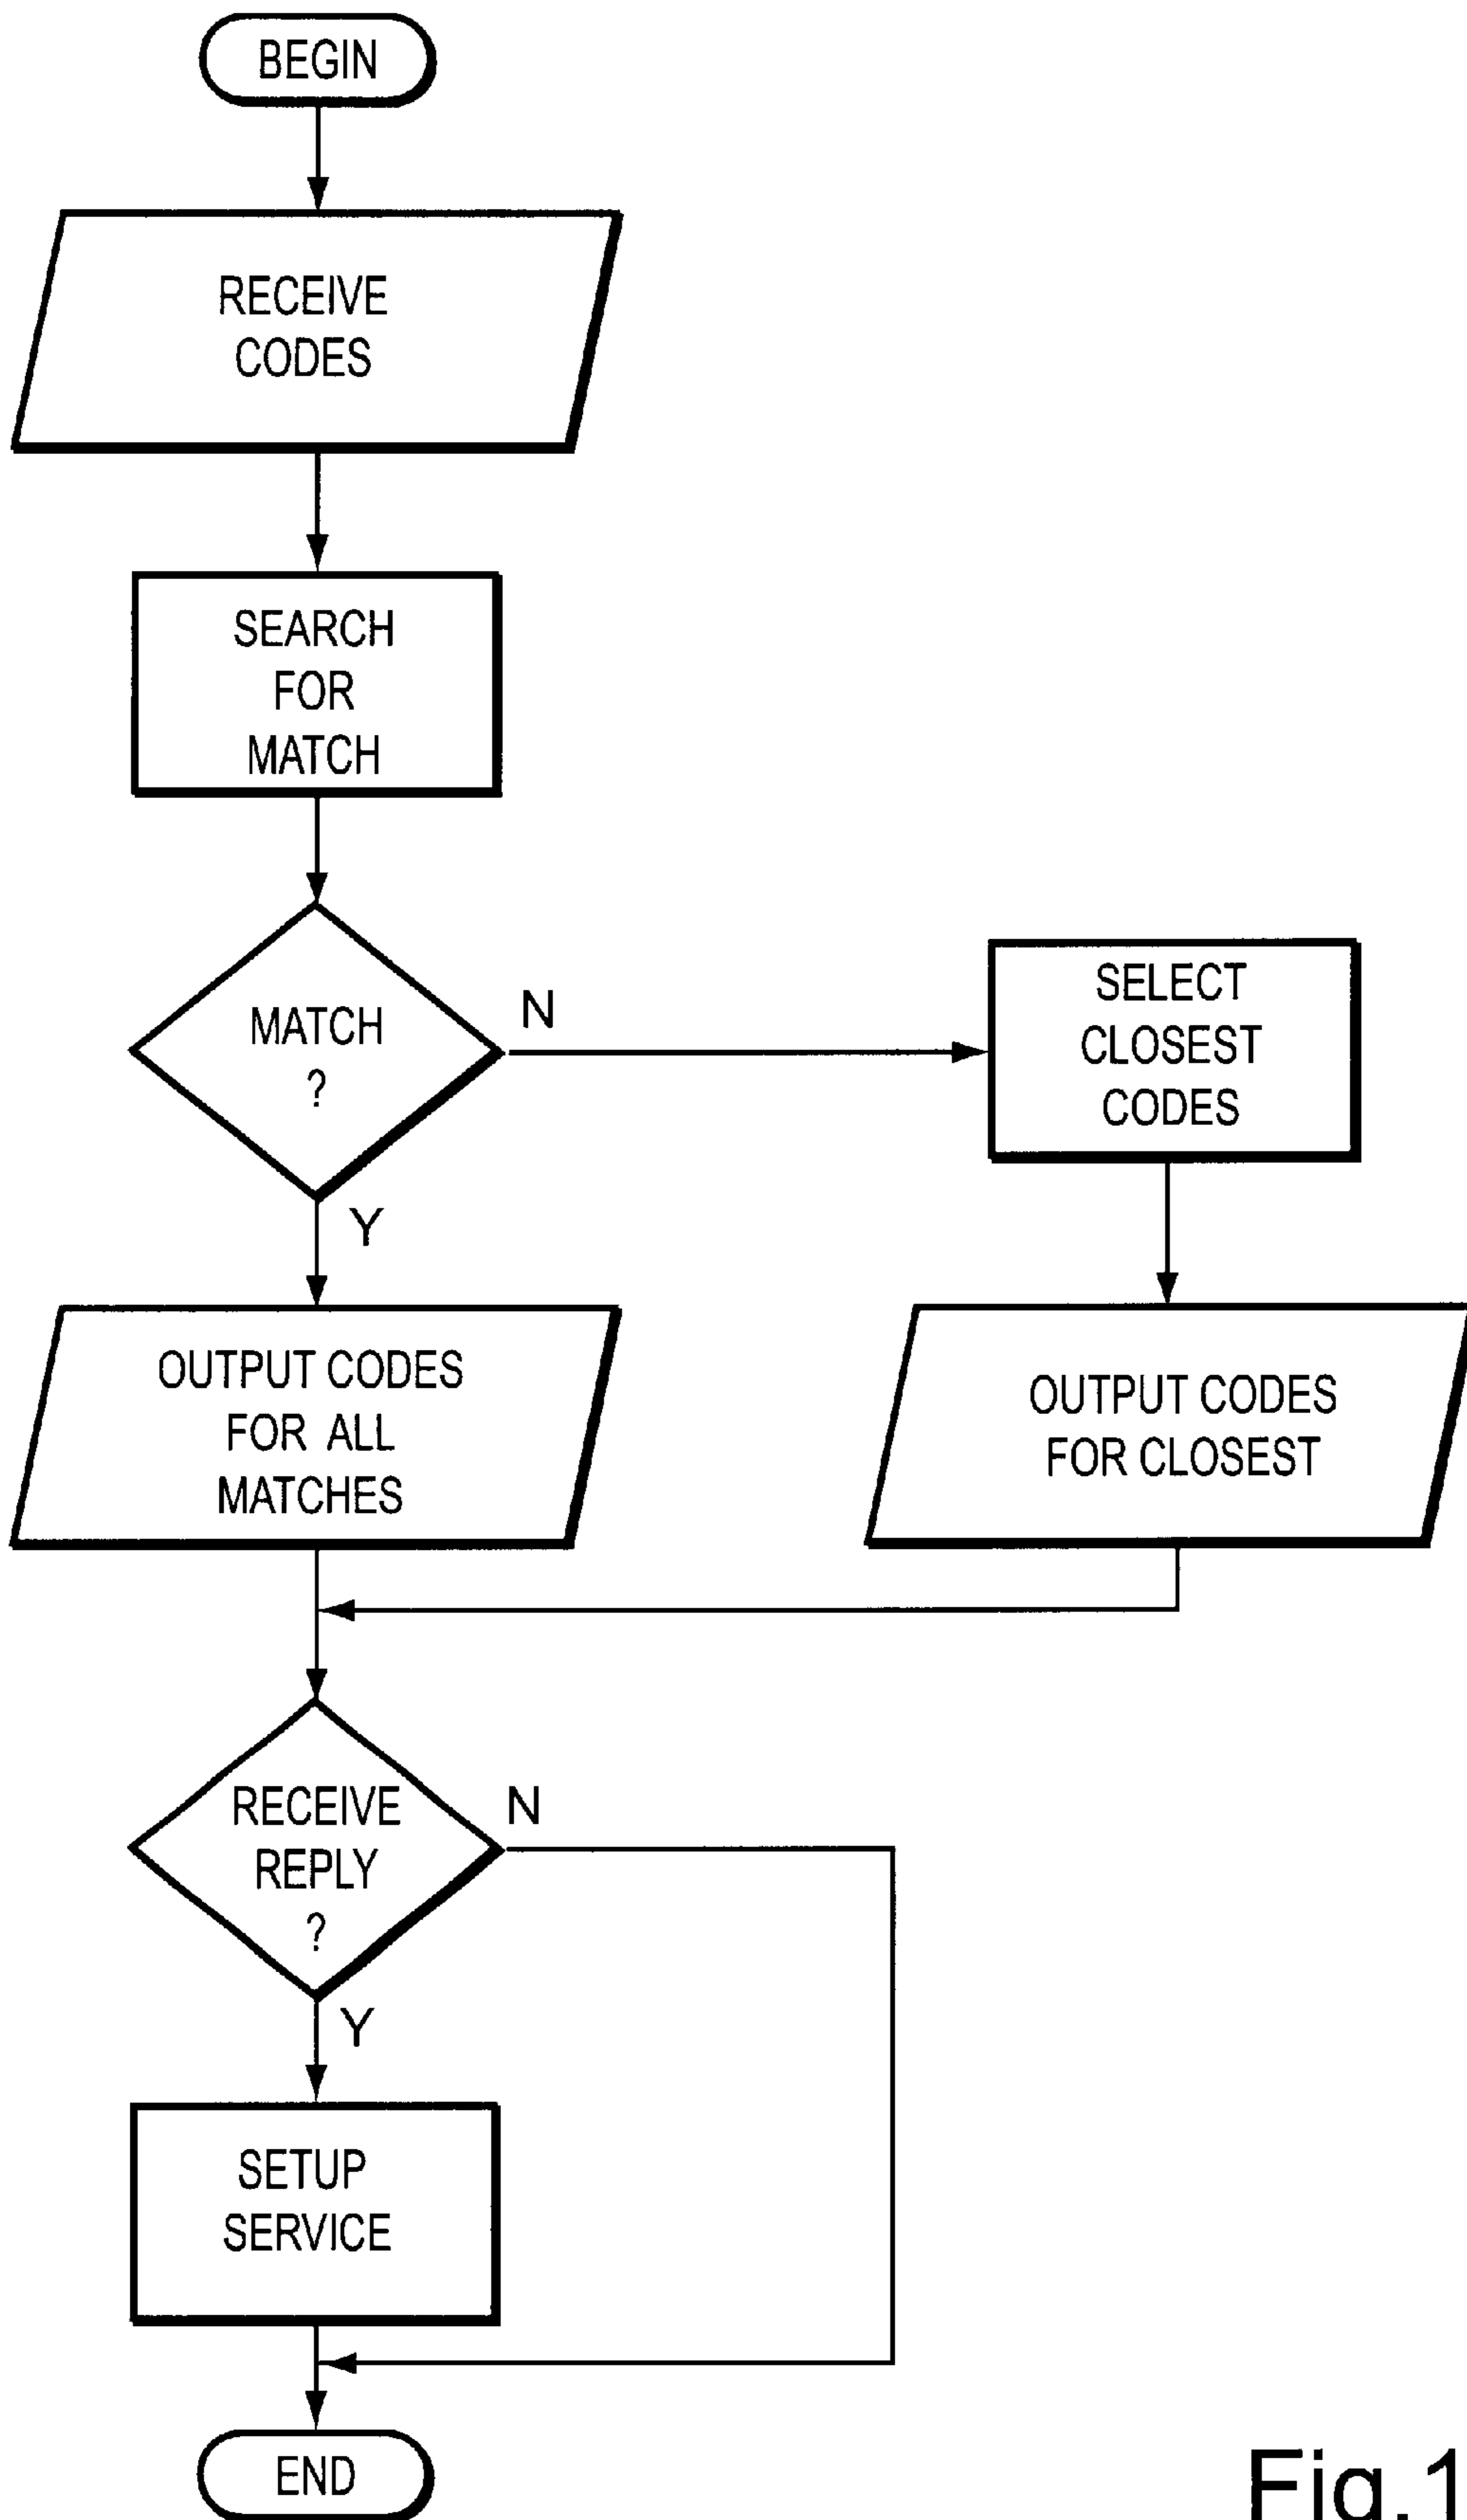 BEGIN
RECEIVE
CODES
SEARCH
FOR
MATCH
MATCH
?
N
Y
SELECT
CLOSEST
CODES
OUTPUT CODES
FOR ALL
MATCHES
OUTPUT CODES
FOR CLOSEST
RECEIVE
REPLY
?
N
Y
SETUP
SERVICE
END
Fig.1